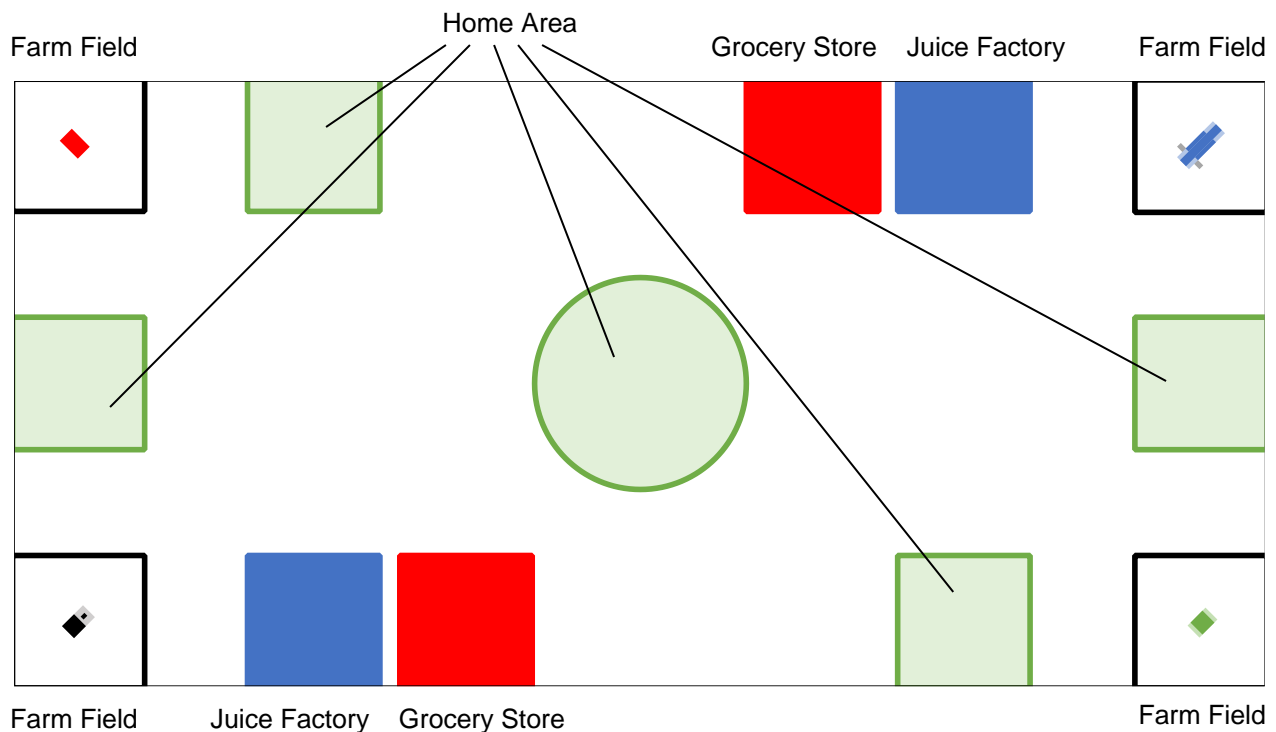 Home Area
Farm Field
Grocery Store
Juice Factory
Farm Field
Farm Field
Juice Factory
Grocery Store
Farm Field